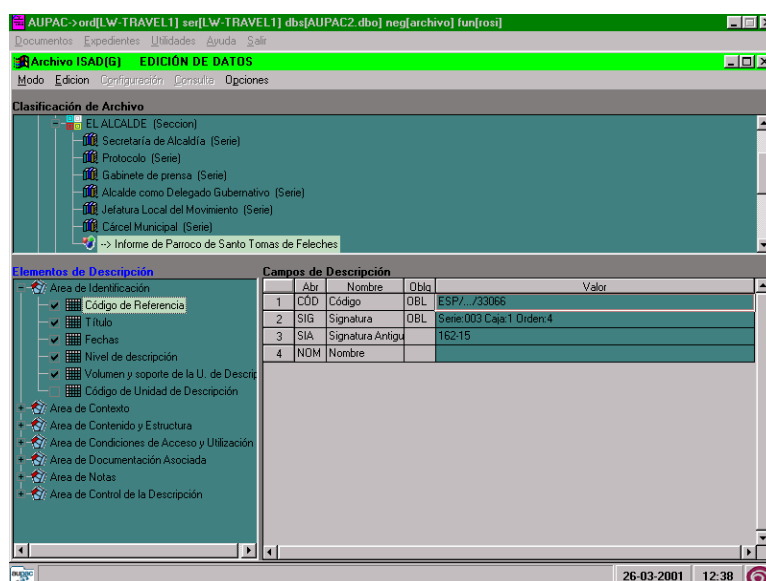 AUPAC->ord[LW-TRAVEL1] ser[LW-TRAVEL1] dbs[AUPAC2.dbo] neg[archivo] fun[rosi]
Documentos Expedientes Utilidades Ayuda Salir
Archivo ISAD(G) EDICIÓN DE DATOS
Modo Edicion Configuración Consulta Opciones
Clasificación de Archivo
EL ALCALDE (Seccion)
Secretaría de Alcaldía (Serie)
Protocolo (Serie)
Gabinete de prensa (Serie)
Alcalde como Delegado Gubernativo (Serie)
Jefatura Local del Movimiento (Serie)
Cárcel Municipal (Serie)
--> Informe de Parroco de Santo Tomas de Feleches
Elementos de Descripción
Area de Identificación
Código de Referencia
Título
Fechas
Nivel de descripción
Volumen y soporte de la U. de Descrip
Código de Unidad de Descripción
Area de Contexto
Area de Contenido y Estructura
Area de Condiciones de Acceso y Utilización
Area de Documentación Asociada
Area de Notas
Area de Control de la Descripción
Campos de Descripción
Abr Nombre Oblg Valor
1 CÓD Código OBL ESP/.../33066
2 SIG Signatura OBL Serie:003 Caja:1 Orden:4
3 SIA Signatura Antigu 162-15
4 NOM Nombre
aupac 26-03-2001 12:38